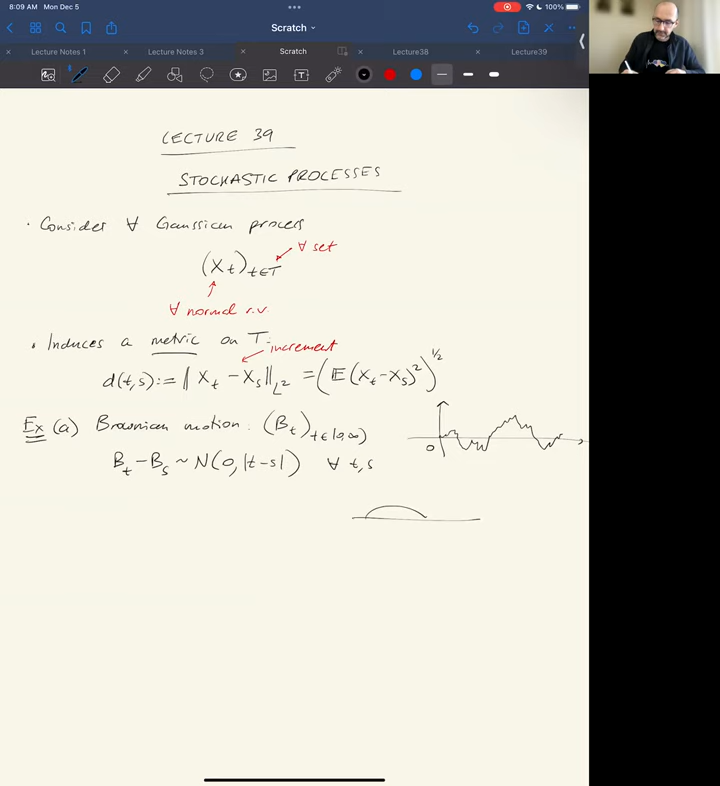 8:09 AM Mon Dec 5
100%
Scratch
Lecture Notes 1
Lecture Notes 3
Scratch
Lecture38
Lecture39
LECTURE 39
STOCHASTIC PROCESSES
· Consider ∀ Gaussian process
(X_t)_{t∈T}
∀ set
∀ normal r.v.
· Induces a metric on T:
increment
d(t,s) := ‖X_t − X_s‖_{L²} = (𝔼(X_t − X_s)²)^{1/2}
Ex (a) Brownian motion: (B_t)_{t∈[0,∞)}
0
B_t − B_s ~ N(0, |t−s|) ∀ t,s